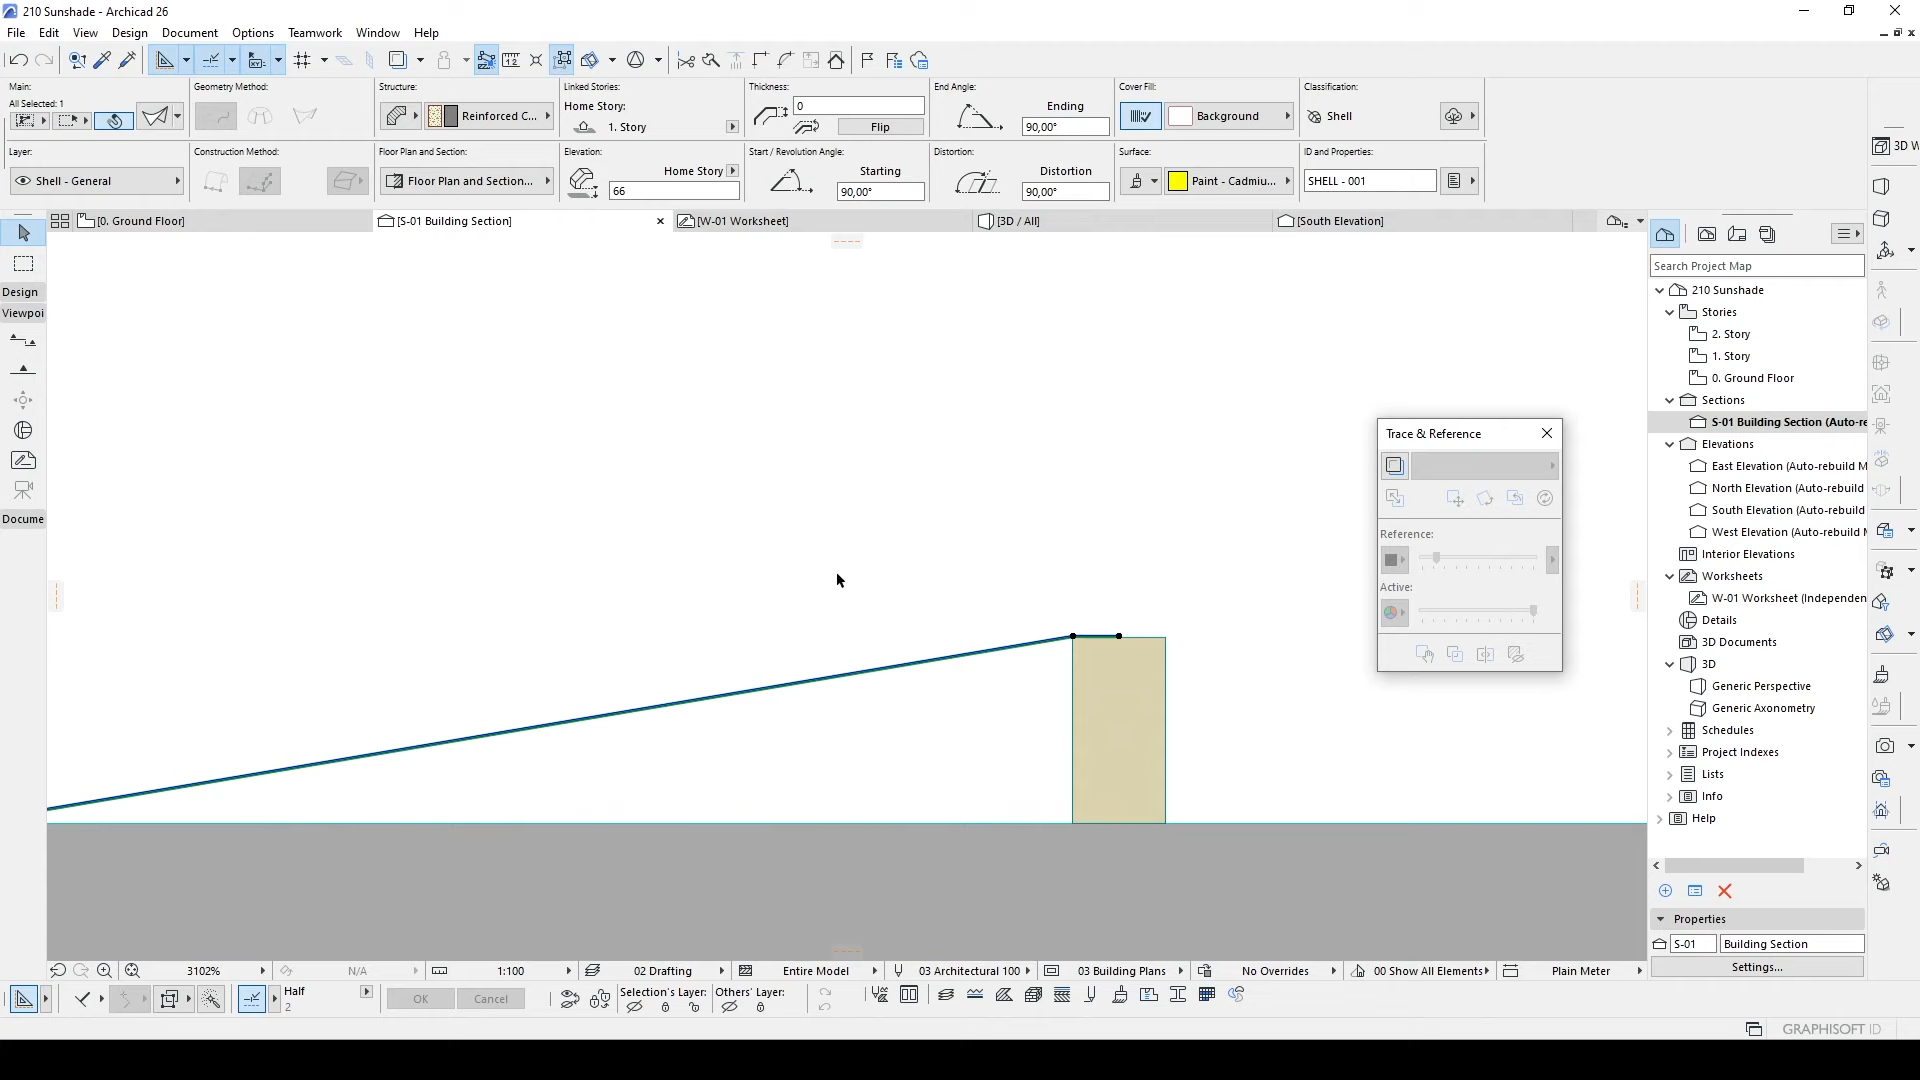 210 Sunshade - Archicad 26
File Edit View Design Document Options Teamwork Window Help
Main:
All Selected: 1
Geometry Method:
Structure:
Reinforced C...
Linked Stories:
Home Story:
1. Story
Thickness:
0
Flip
End Angle:
Ending
90,00°
Cover Fill:
Background
Classification:
Shell
Layer:
Shell - General
Construction Method:
Floor Plan and Section:
Floor Plan and Section...
Elevation:
Home Story
66
Start / Revolution Angle:
Starting
90,00°
Distortion:
Distortion
90,00°
Surface:
Paint - Cadmiu...
ID and Properties:
SHELL - 001
3D W
[0. Ground Floor]
[S-01 Building Section]
[W-01 Worksheet]
[3D / All]
[South Elevation]
Design
Viewpoi
Docume
Trace & Reference
Reference:
Active:
Search Project Map
210 Sunshade
Stories
2. Story
1. Story
0. Ground Floor
Sections
S-01 Building Section (Auto-re
Elevations
East Elevation (Auto-rebuild M
North Elevation (Auto-rebuild
South Elevation (Auto-rebuild
West Elevation (Auto-rebuild M
Interior Elevations
Worksheets
W-01 Worksheet (Independen
Details
3D Documents
3D
Generic Perspective
Generic Axonometry
Schedules
Project Indexes
Lists
Info
Help
Properties
S-01
Building Section
Settings...
3102%
N/A
1:100
02 Drafting
Entire Model
03 Architectural 100
03 Building Plans
No Overrides
00 Show All Elements
Plain Meter
Half
2
OK
Cancel
Selection's Layer:
Others' Layer:
GRAPHISOFT ID